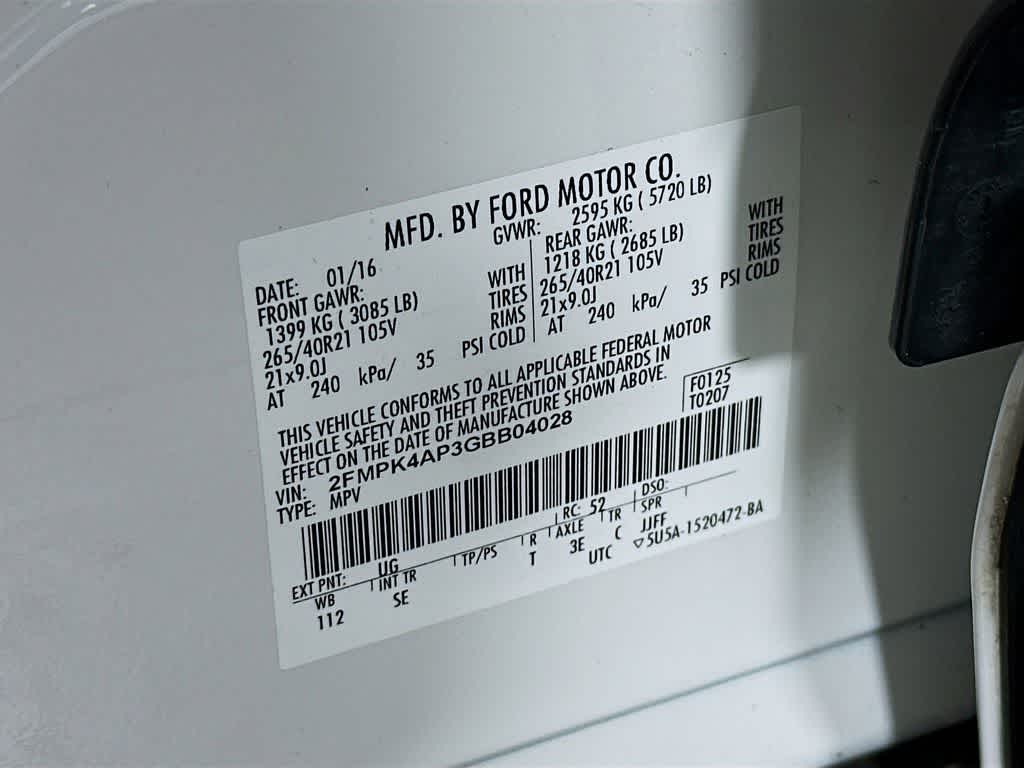 MFD. BY FORD MOTOR CO.
DATE: 01/16
GVWR: 2595 KG ( 5720 LB)
FRONT GAWR:
1399 KG ( 3085 LB) WITH
265/40R21 105V TIRES
21x9.0J RIMS
AT 240 kPa/ 35 PSI COLD
REAR GAWR:
1218 KG ( 2685 LB) WITH
265/40R21 105V TIRES
21x9.0J RIMS
AT 240 kPa/ 35 PSI COLD
THIS VEHICLE CONFORMS TO ALL APPLICABLE FEDERAL MOTOR
VEHICLE SAFETY AND THEFT PREVENTION STANDARDS IN
EFFECT ON THE DATE OF MANUFACTURE SHOWN ABOVE.
VIN: 2FMPK4AP3GBB04028
TYPE: MPV
F0125
T0207
EXT PNT: UG RC: 52 DSO:
WB INT TR TP/PS R AXLE TR SPR
112 SE T 3E C JJFF
UTC ▽5U5A-1520472-BA